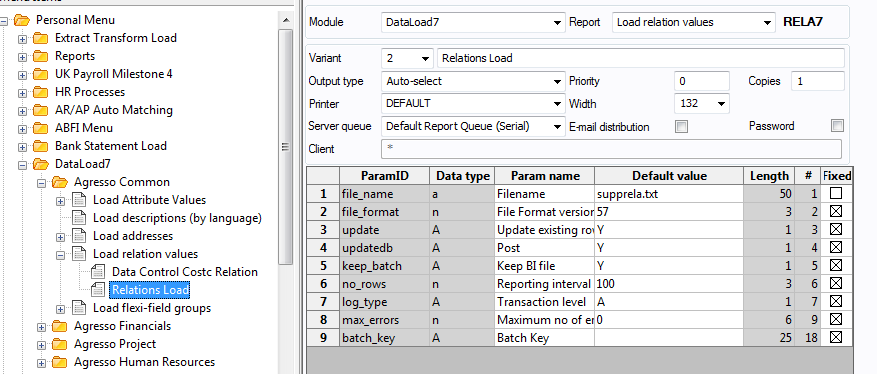 Personal Menu
Extract Transform Load
Reports
UK Payroll Milestone 4
HR Processes
AR/AP Auto Matching
ABFI Menu
Bank Statement Load
DataLoad7
Agresso Common
Load Attribute Values
Load descriptions (by language)
Load addresses
Load relation values
Data Control Costc Relation
Relations Load
Load flexi-field groups
Agresso Financials
Agresso Project
Agresso Human Resources
Module DataLoad7 Report Load relation values RELA7
Variant 2 Relations Load
Output type Auto-select Priority 0 Copies 1
Printer DEFAULT Width 132
Server queue Default Report Queue (Serial) E-mail distribution Password
Client *
ParamID Data type Param name Default value Length # Fixed
1 file_name a Filename supprela.txt 50 1
2 file_format n File Format version 57 3 2
3 update A Update existing ro Y 1 3
4 updatedb A Post Y 1 4
5 keep_batch A Keep BI file Y 1 5
6 no_rows n Reporting interval 100 3 6
7 log_type A Transaction level A 1 7
8 max_errors n Maximum no of er 0 6 9
9 batch_key A Batch Key 25 18